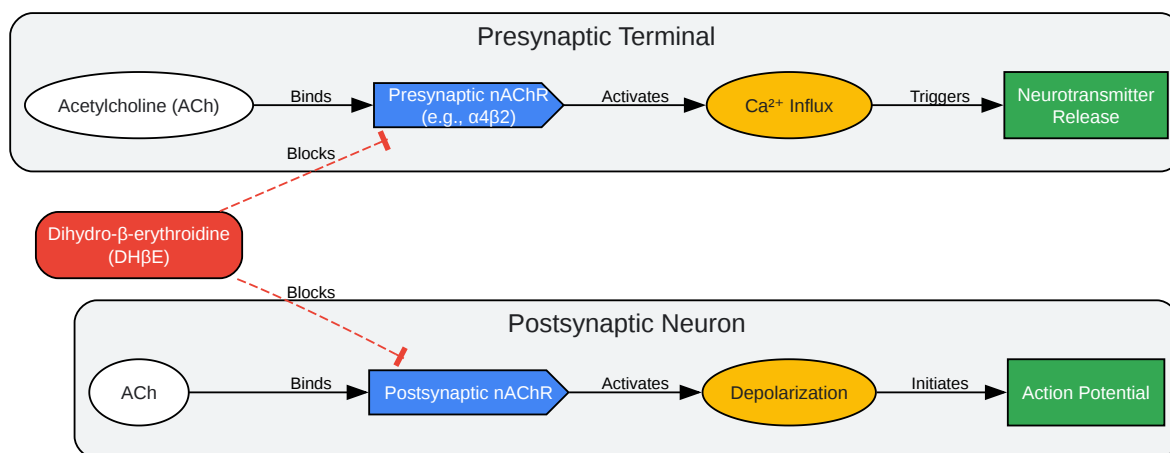 Presynaptic Terminal
Acetylcholine (ACh)
Binds
Presynaptic nAChR
(e.g., α4β2)
Activates
Ca²⁺ Influx
Triggers
Neurotransmitter
Release
Blocks
Dihydro-β-erythroidine
(DHβE)
Blocks
Postsynaptic Neuron
ACh
Binds
Postsynaptic nAChR
Activates
Depolarization
Initiates
Action Potential